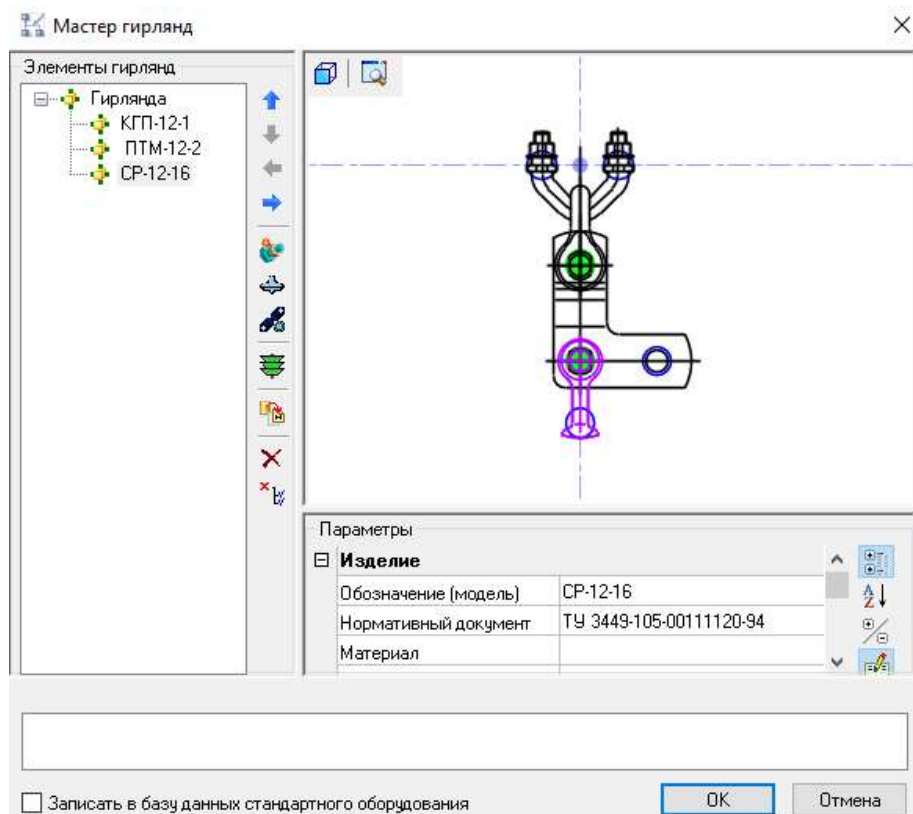 Мастер гирлянд
Элементы гирлянд
Гирлянда
КГП-12-1
ПТМ-12-2
СР-12-16
Параметры
Изделие
Обозначение (модель) СР-12-16
Нормативный документ ТУ 3449-105-00111120-94
Материал
Записать в базу данных стандартного оборудования
OK Отмена